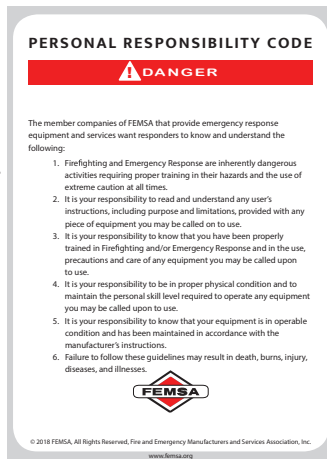 PERSONAL RESPONSIBILITY CODE
DANGER
The member companies of FEMSA that provide emergency response
equipment and services want responders to know and understand the
following:
1. Firefighting and Emergency Response are inherently dangerous
activities requiring proper training in their hazards and the use of
extreme caution at all times.
2. It is your responsibility to read and understand any user's
instructions, including purpose and limitations, provided with any
piece of equipment you may be called on to use.
3. It is your responsibility to know that you have been properly
trained in Firefighting and/or Emergency Response and in the use,
precautions and care of any equipment you may be called upon
to use.
4. It is your responsibility to be in proper physical condition and to
maintain the personal skill level required to operate any equipment
you may be called upon to use.
5. It is your responsibility to know that your equipment is in operable
condition and has been maintained in accordance with the
manufacturer's instructions.
6. Failure to follow these guidelines may result in death, burns, injury,
diseases, and illnesses.
FEMSA
© 2018 FEMSA, All Rights Reserved, Fire and Emergency Manufacturers and Services Association, Inc.
www.femsa.org